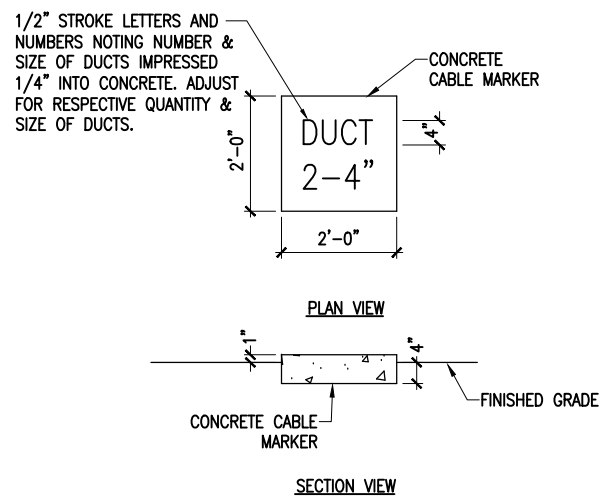 1/2" STROKE LETTERS AND
NUMBERS NOTING NUMBER &
SIZE OF DUCTS IMPRESSED
1/4" INTO CONCRETE. ADJUST
FOR RESPECTIVE QUANTITY &
SIZE OF DUCTS.
CONCRETE
CABLE MARKER
DUCT
2-4"
4"
2'-0"
2'-0"
PLAN VIEW
1"
4"
FINISHED GRADE
CONCRETE CABLE
MARKER
SECTION VIEW